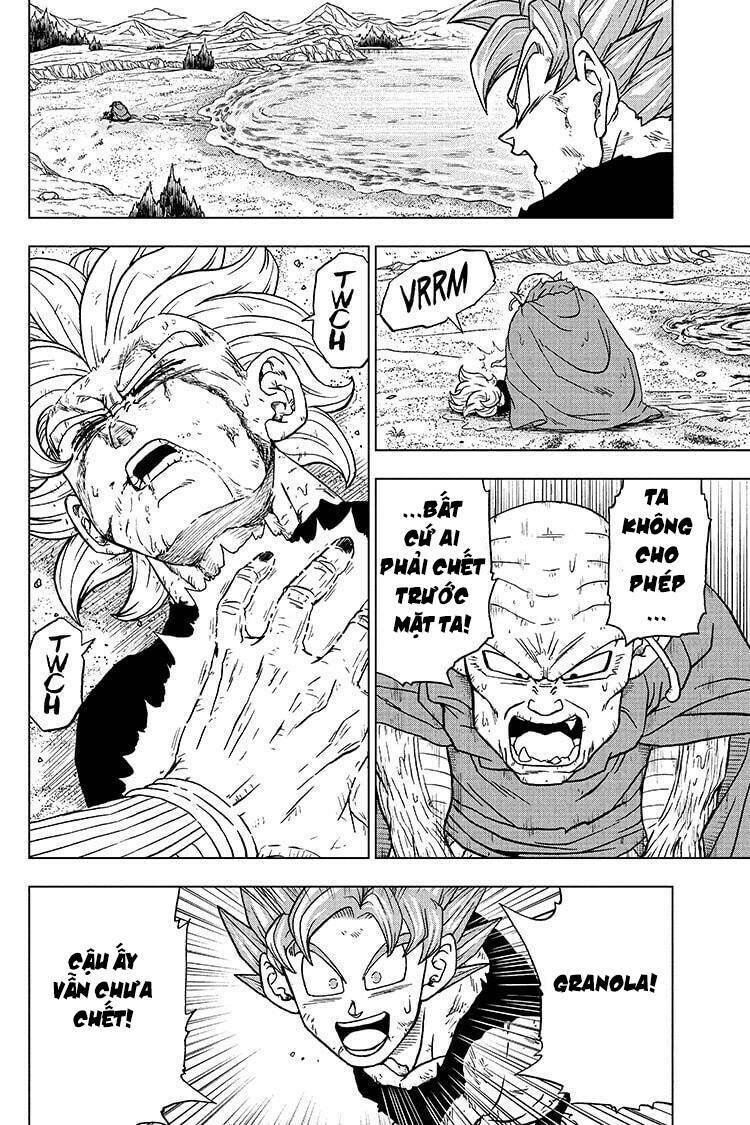 VRRM
TWCH
TWCH
TA
KHÔNG
CHO
PHÉP
...
...BẤT
CỨ AI
PHẢI CHẾT
TRƯỚC
MẶT TA!
GRANOLA!
CẬU ẤY
VẪN CHƯA
CHẾT!